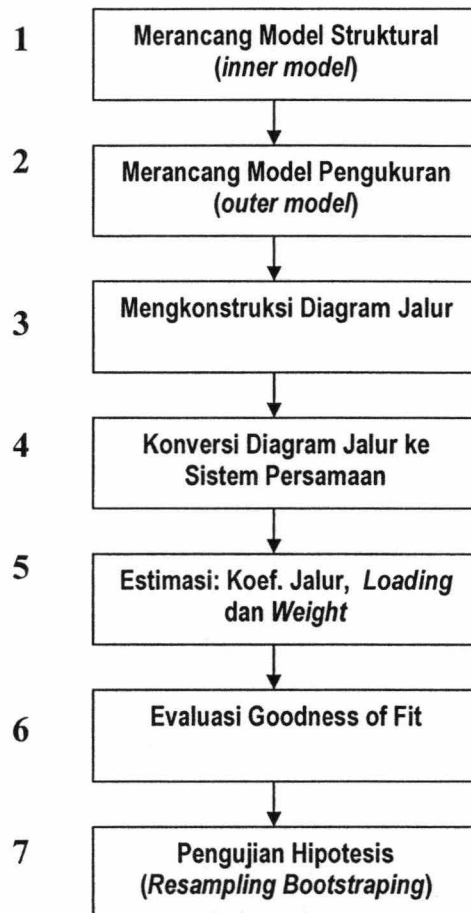 1
Merancang Model Struktural
(inner model)
2
Merancang Model Pengukuran
(outer model)
3
Mengkonstruksi Diagram Jalur
4
Konversi Diagram Jalur ke
Sistem Persamaan
5
Estimasi: Koef. Jalur, Loading
dan Weight
6
Evaluasi Goodness of Fit
7
Pengujian Hipotesis
(Resampling Bootstraping)